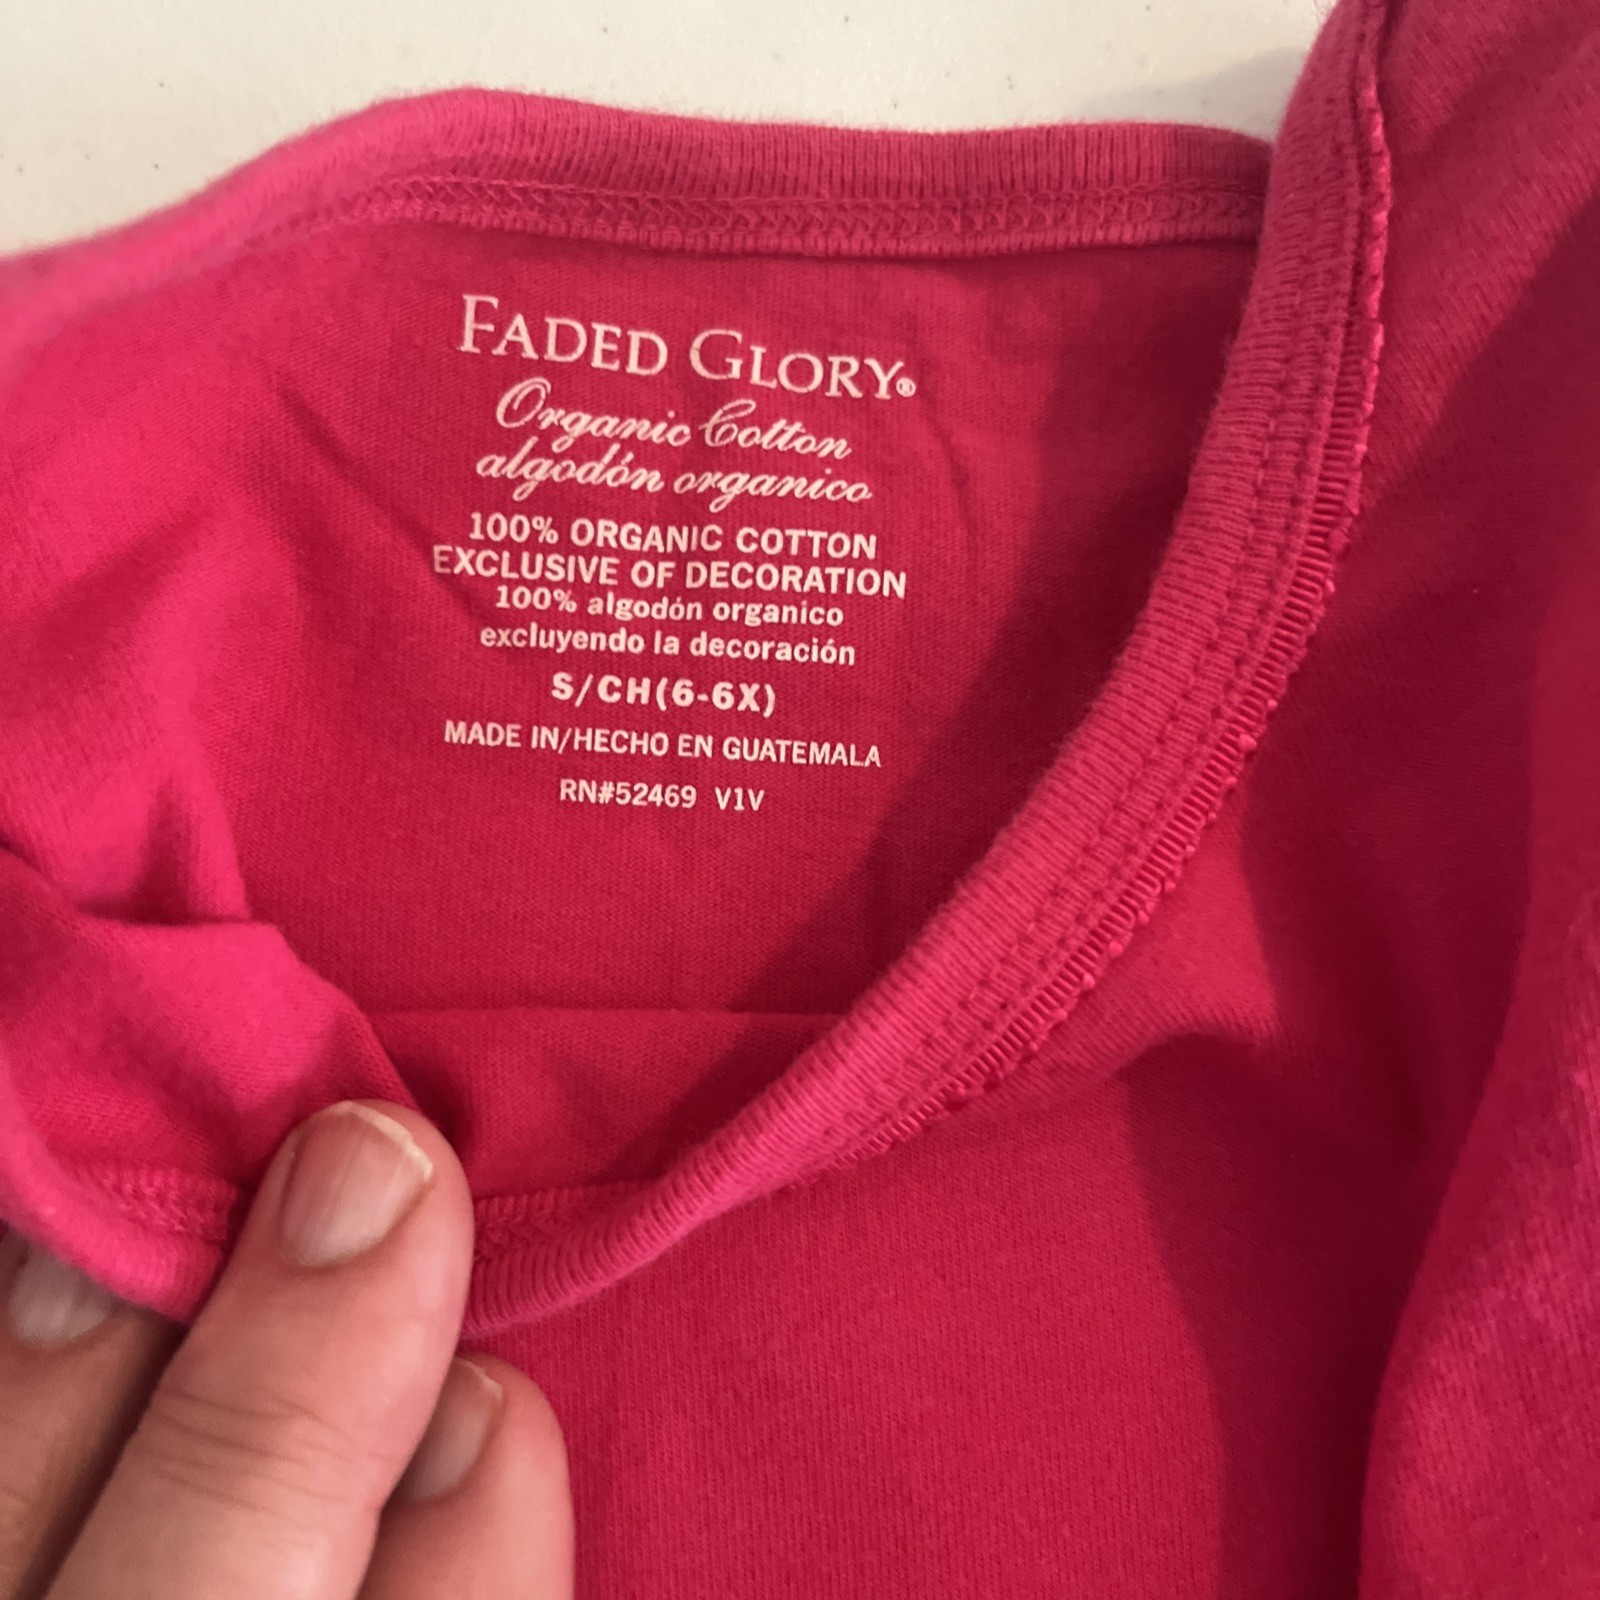 FADED GLORY®
Organic Cotton
algodón organico
100% ORGANIC COTTON
EXCLUSIVE OF DECORATION
100% algodón organico
excluyendo la decoración
S/CH(6-6X)
MADE IN/HECHO EN GUATEMALA
RN#52469 V1V